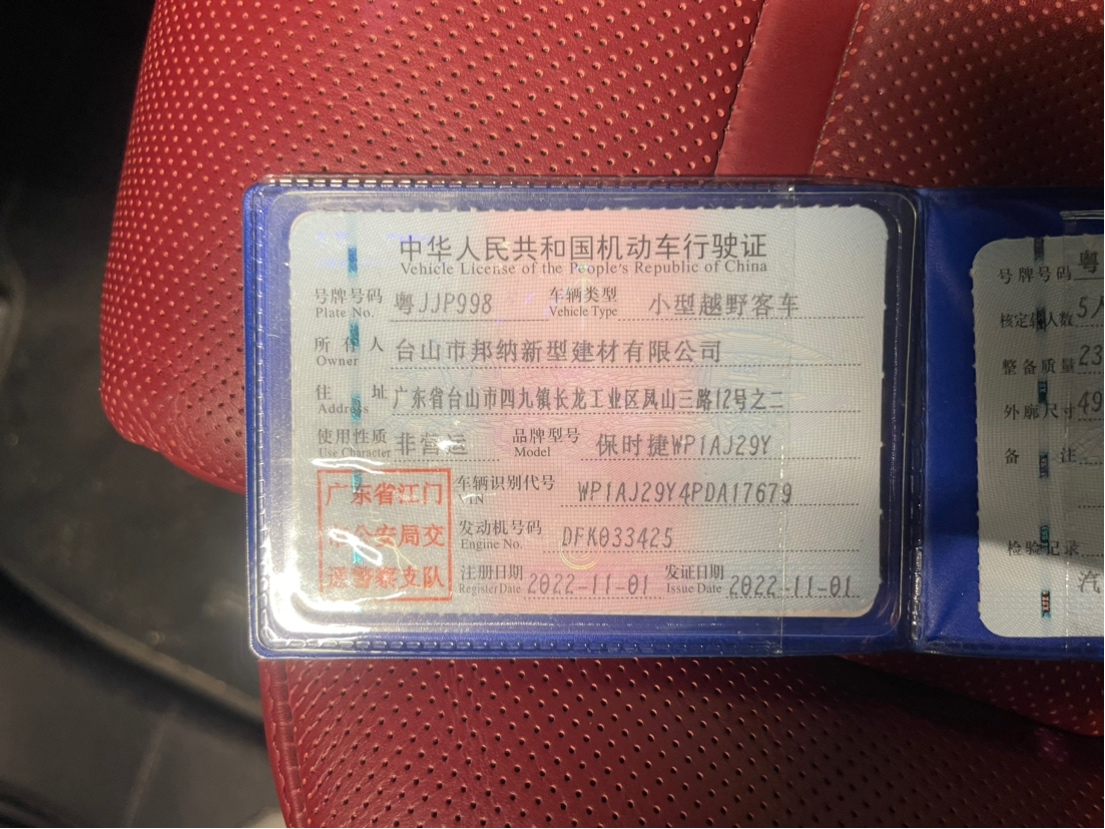 中华人民共和国机动车行驶证
Vehicle License of the People's Republic of China
号牌号码 粤JJP998 车辆类型 小型越野客车
Plate No. Vehicle Type
所有人 台山市邦纳新型建材有限公司
Owner
住址 广东省台山市四九镇长龙工业区凤山三路12号之二
Address
使用性质 非营运 品牌型号 保时捷WP1AJ29Y
Use Character Model
广东省江门
市公安局交
通警察支队
车辆识别代号 WP1AJ29Y4PDA17679
VIN
发动机号码 DFK033425
Engine No.
注册日期 2022-11-01 发证日期 2022-11-01
Register Date Issue Date
号牌号码 粤
核定载人数 5人
整备质量 23
外廓尺寸 49
备注
检验记录
汽